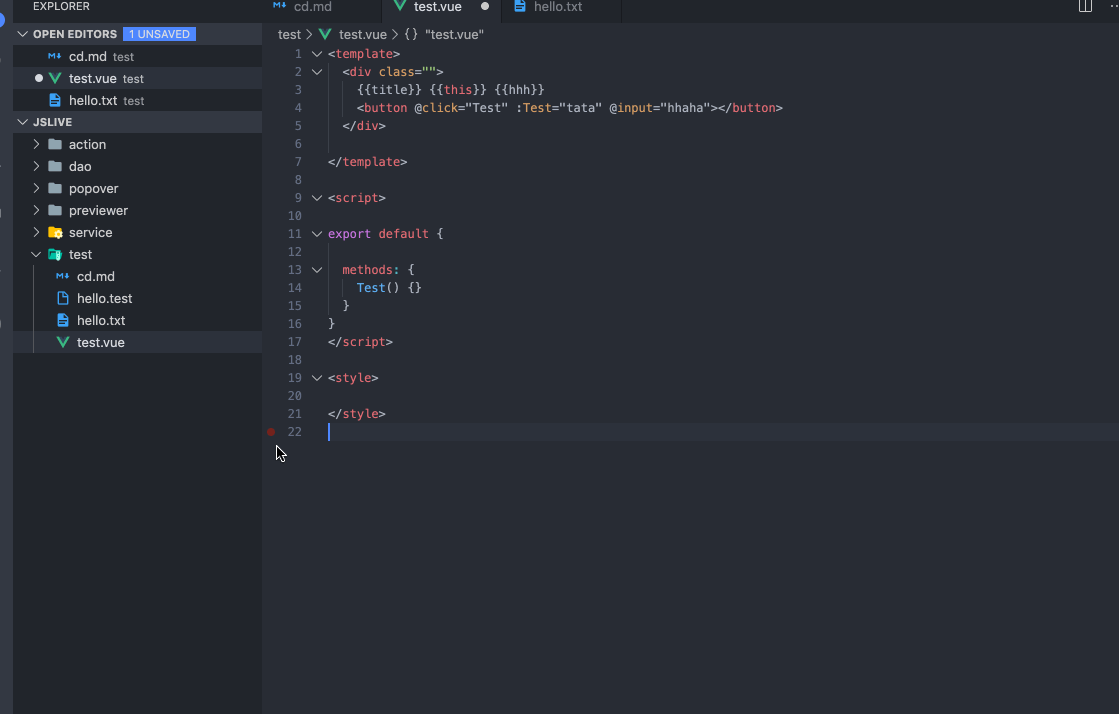 EXPLORER
OPEN EDITORS 1 UNSAVED
cd.md test
test.vue test
hello.txt test
JSLIVE
action
dao
popover
previewer
service
test
cd.md
hello.test
hello.txt
test.vue
cd.md test.vue hello.txt
test > test.vue > {} "test.vue"
1 <template>
2 <div class="">
3 {{title}} {{this}} {{hhh}}
4 <button @click="Test" :Test="tata" @input="hhaha"></button>
5 </div>
6
7 </template>
8
9 <script>
10
11 export default {
12
13 methods: {
14 Test() {}
15 }
16 }
17 </script>
18
19 <style>
20
21 </style>
22